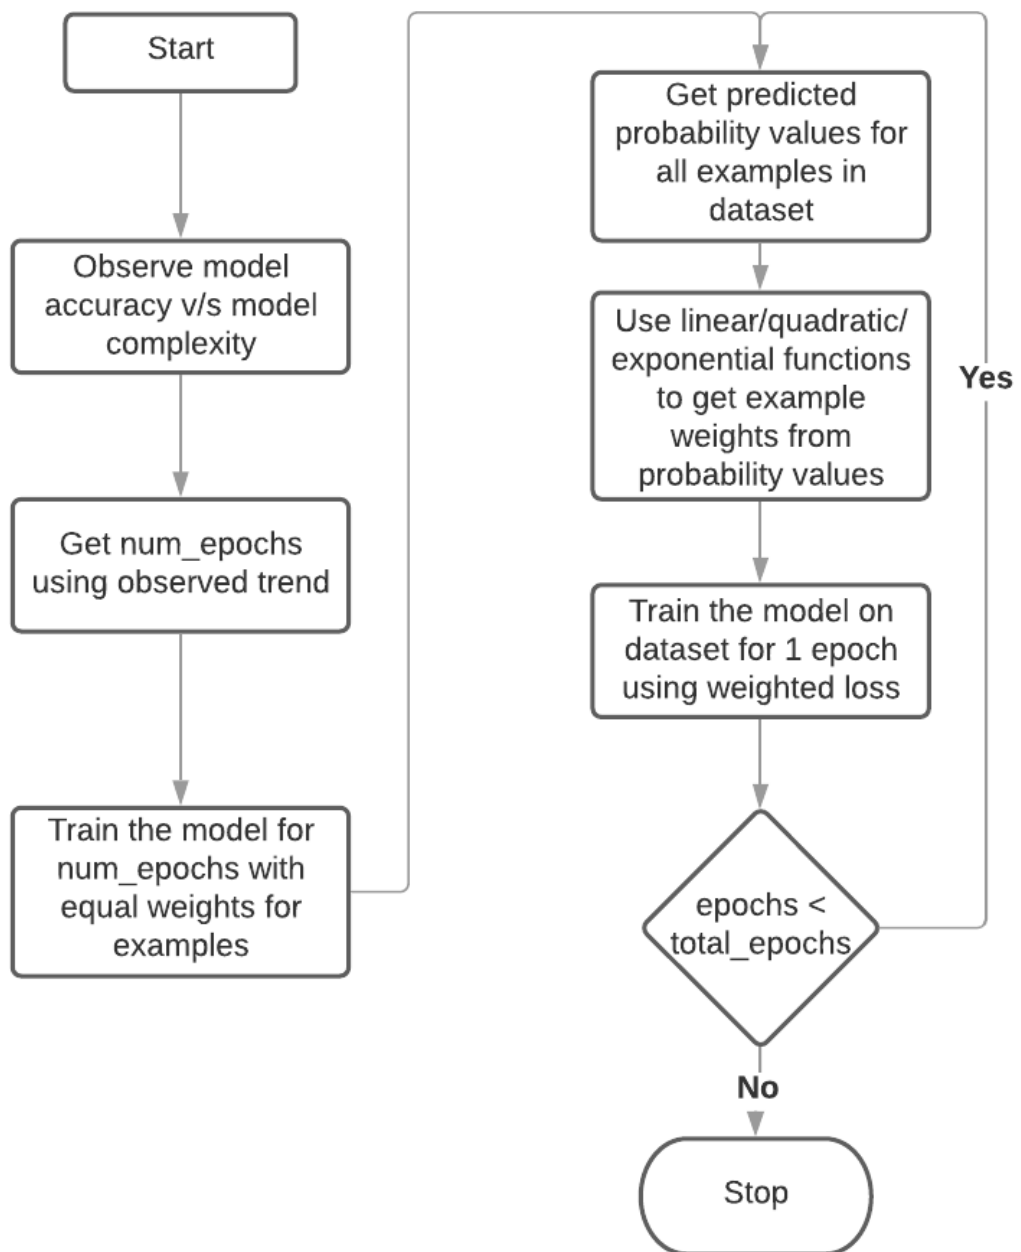 Start
Observe model
accuracy v/s model
complexity
Get num_epochs
using observed trend
Train the model for
num_epochs with
equal weights for
examples
Get predicted
probability values for
all examples in
dataset
Use linear/quadratic/
exponential functions
to get example
weights from
probability values
Train the model on
dataset for 1 epoch
using weighted loss
epochs <
total_epochs
Yes
No
Stop